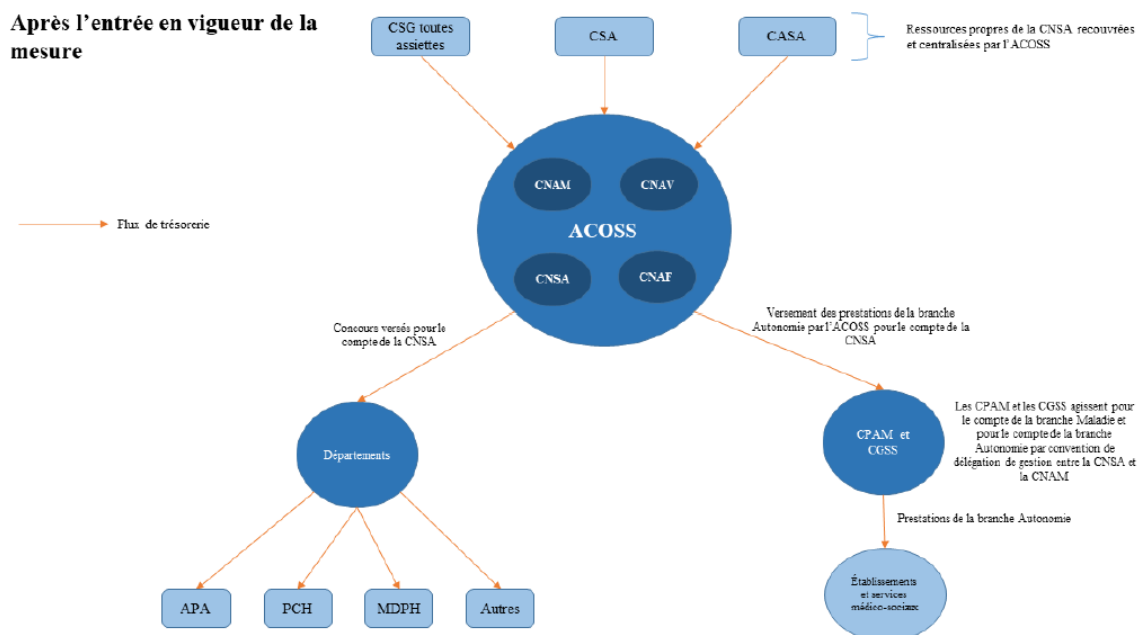 Après l'entrée en vigueur de la
mesure
CSG toutes
assiettes
CSA
CASA
Ressources propres de la CNSA recouvrées
et centralisées par l'ACOSS
CNAM
CNAV
ACOSS
CNSA
CNAF
Flux de trésorerie
Concours versés pour le
compte de la CNSA
Versement des prestations de la branche
Autonomie par l'ACOSS pour le compte de la
CNSA
Départements
CPAM et
CGSS
Les CPAM et les CGSS agissent pour
le compte de la branche Maladie et
pour le compte de la branche
Autonomie par convention de
délégation de gestion entre la CNSA et
la CNAM
Prestations de la branche Autonomie
APA
PCH
MDPH
Autres
Établissements
et services
médico-sociaux